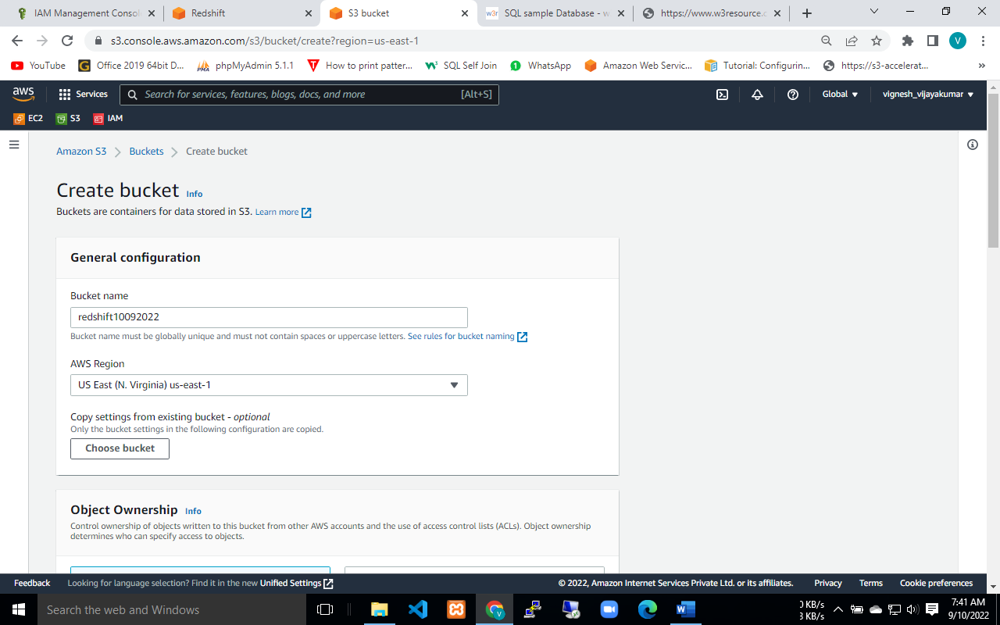 IAM Management Consol
Redshift
S3 bucket
w3r SQL sample Database - w
https://www.w3resource.c
s3.console.aws.amazon.com/s3/bucket/create?region=us-east-1
V
YouTube
G Office 2019 64bit D...
PMA phpMyAdmin 5.1.1
T How to print patter...
SQL Self Join
1 WhatsApp
Amazon Web Servic...
Tutorial: Configurin...
https://s3-accelerat...
»
aws
Services
Search for services, features, blogs, docs, and more [Alt+S]
Global
vignesh_vijayakumar
EC2
S3
IAM
Amazon S3 > Buckets > Create bucket
Create bucket Info
Buckets are containers for data stored in S3. Learn more
General configuration
Bucket name
redshift10092022
Bucket name must be globally unique and must not contain spaces or uppercase letters. See rules for bucket naming
AWS Region
US East (N. Virginia) us-east-1
Copy settings from existing bucket - optional
Only the bucket settings in the following configuration are copied.
Choose bucket
Object Ownership Info
Control ownership of objects written to this bucket from other AWS accounts and the use of access control lists (ACLs). Object ownership
determines who can specify access to objects.
Feedback
Looking for language selection? Find it in the new Unified Settings
© 2022, Amazon Internet Services Private Ltd. or its affiliates.
Privacy
Terms
Cookie preferences
Search the web and Windows
V
W
0 KB/s
3 KB/s
7:41 AM
9/10/2022